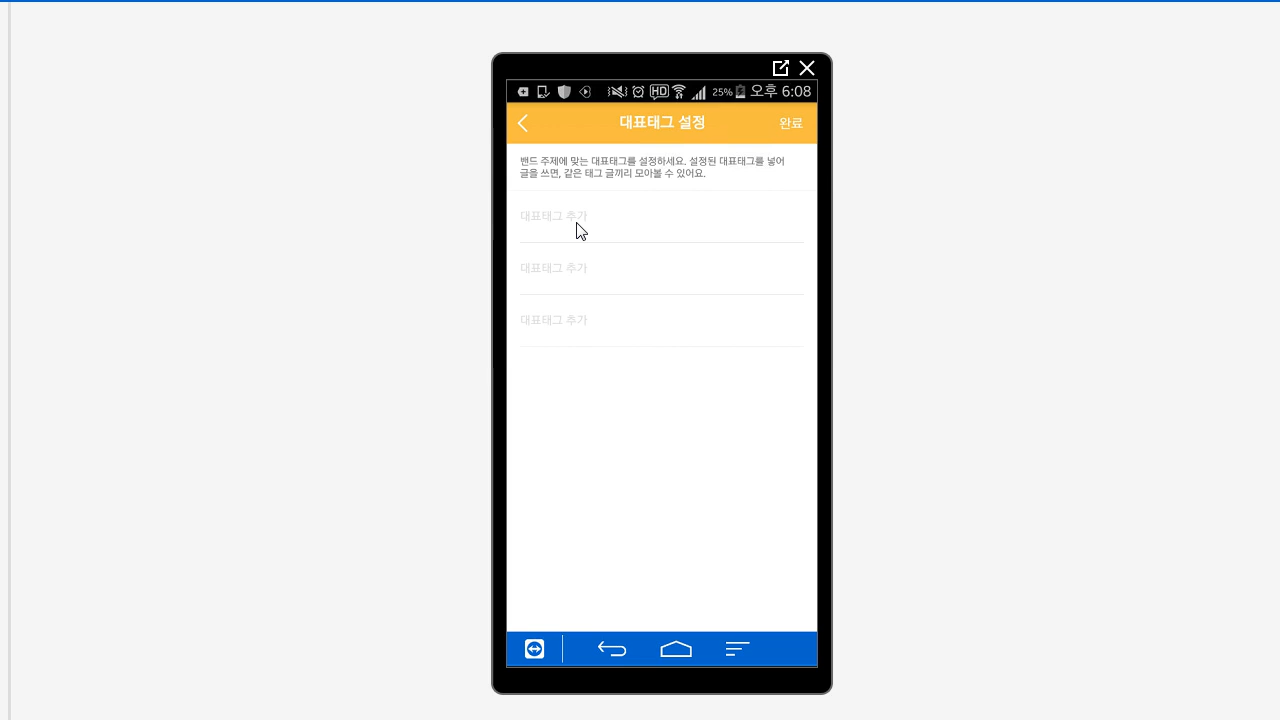 HD 25% 오후 6:08
대표태그 설정 완료
밴드 주제에 맞는 대표태그를 설정하세요. 설정된 대표태그를 넣어
글을 쓰면, 같은 태그 글끼리 모아볼 수 있어요.
대표태그 추가
대표태그 추가
대표태그 추가